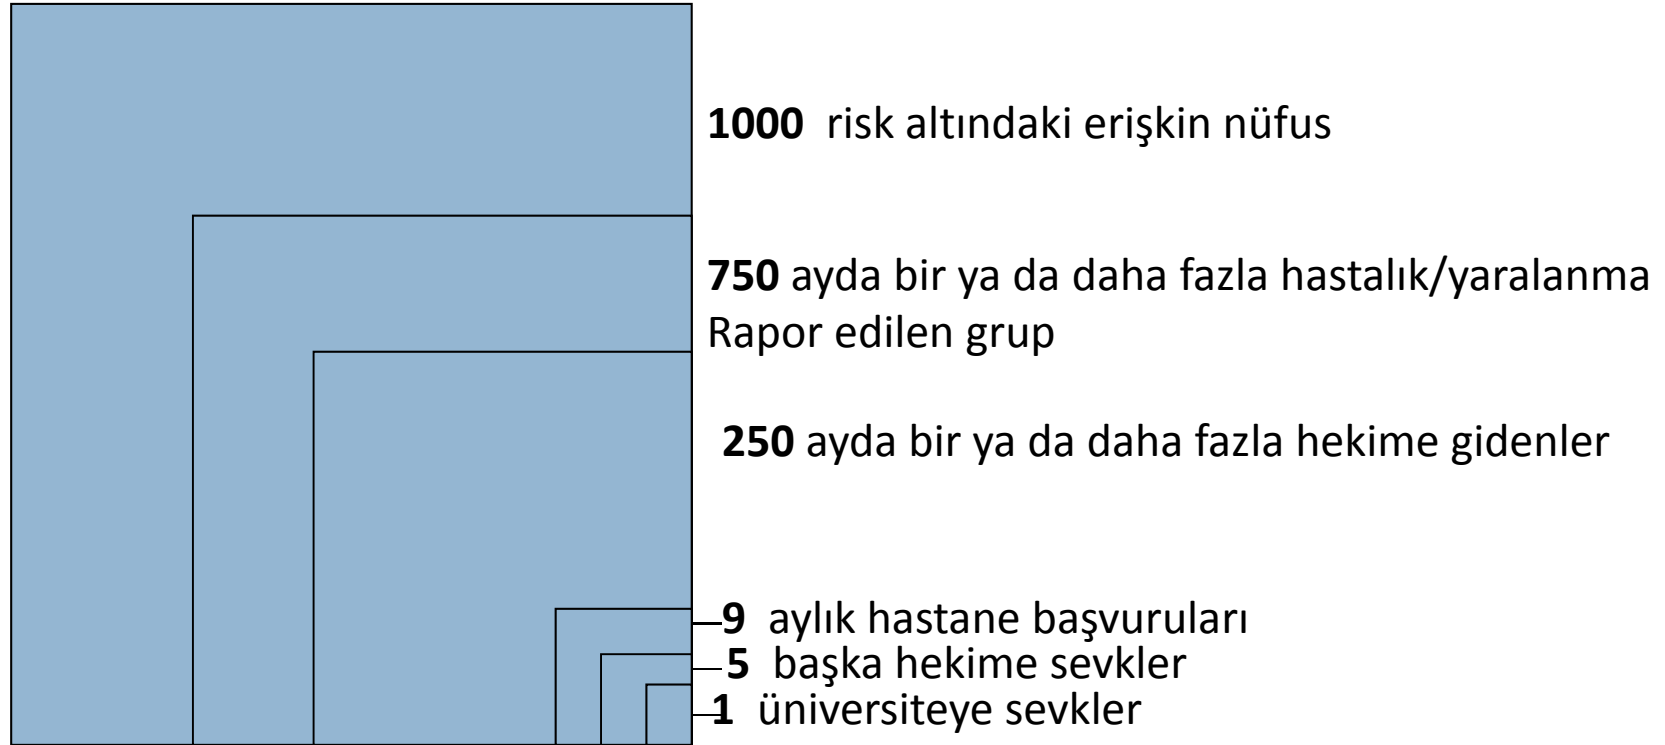 1000 risk altındaki erişkin nüfus
750 ayda bir ya da daha fazla hastalık/yaralanma
Rapor edilen grup
250 ayda bir ya da daha fazla hekime gidenler
9 aylık hastane başvuruları
5 başka hekime sevkler
1 üniversiteye sevkler